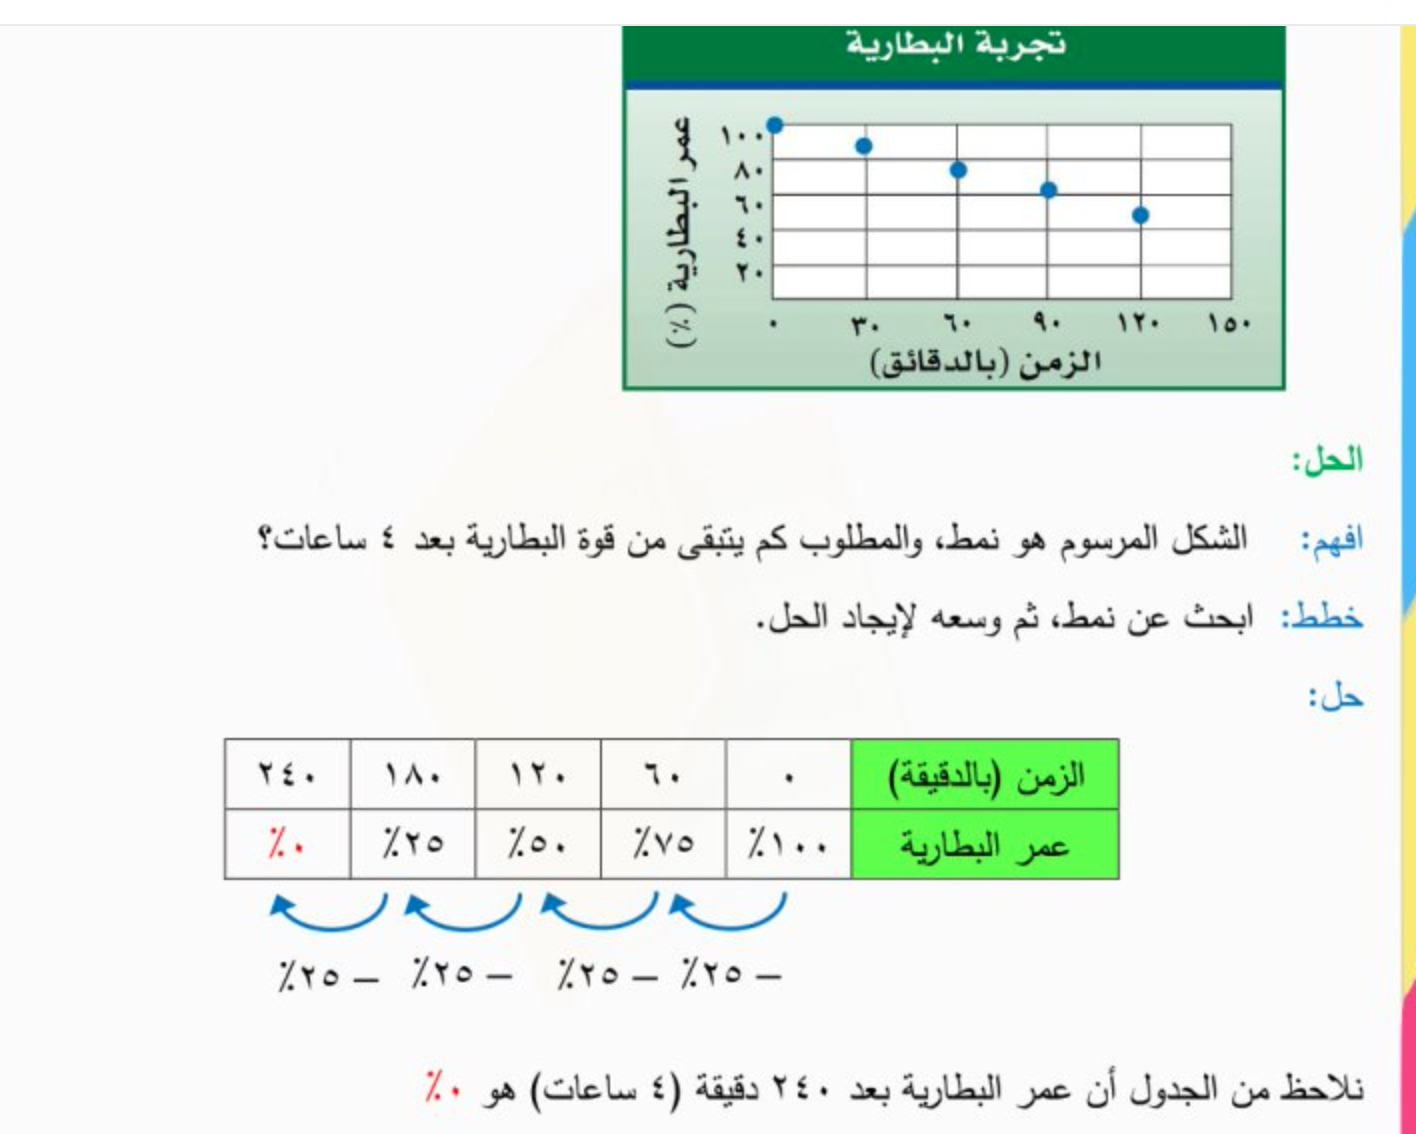 تجربة البطارية
عمر البطارية (٪)
١٠٠
٨٠
٦٠
٤٠
٢٠
٠ ٣٠ ٦٠ ٩٠ ١٢٠ ١٥٠
الزمن (بالدقائق)
الحل:
افهم: الشكل المرسوم هو نمط، والمطلوب كم يتبقى من قوة البطارية بعد ٤ ساعات؟
خطط: ابحث عن نمط، ثم وسعه لإيجاد الحل.
حل:
الزمن (بالدقيقة) ٠ ٦٠ ١٢٠ ١٨٠ ٢٤٠
عمر البطارية ١٠٠٪ ٧٥٪ ٥٠٪ ٢٥٪ ٠٪
– ٢٥٪ – ٢٥٪ – ٢٥٪ – ٢٥٪
نلاحظ من الجدول أن عمر البطارية بعد ٢٤٠ دقيقة (٤ ساعات) هو ٠٪